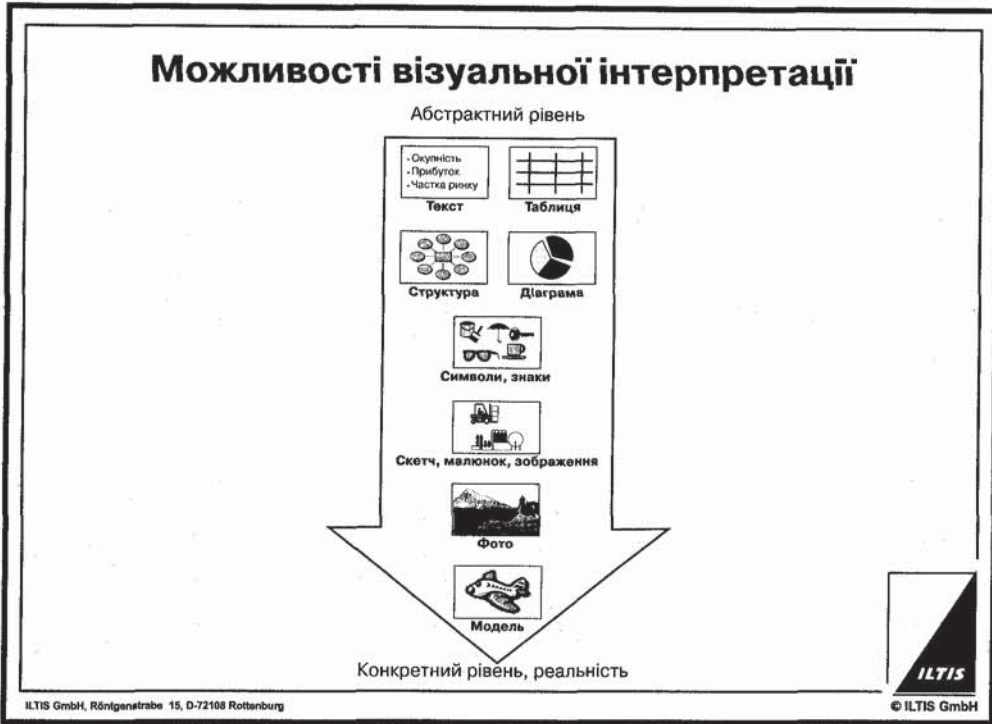 Можливості візуальної інтерпретації
Абстрактний рівень
• Окупність
• Прибуток
• Частка ринку
Текст Таблиця
Структура Діаграма
Символи, знаки
Скетч, малюнок, зображення
Фото
Модель
Конкретний рівень, реальність
ILTIS
ILTIS GmbH, Röntgenstrabe 15, D-72108 Rottenburg
© ILTIS GmbH